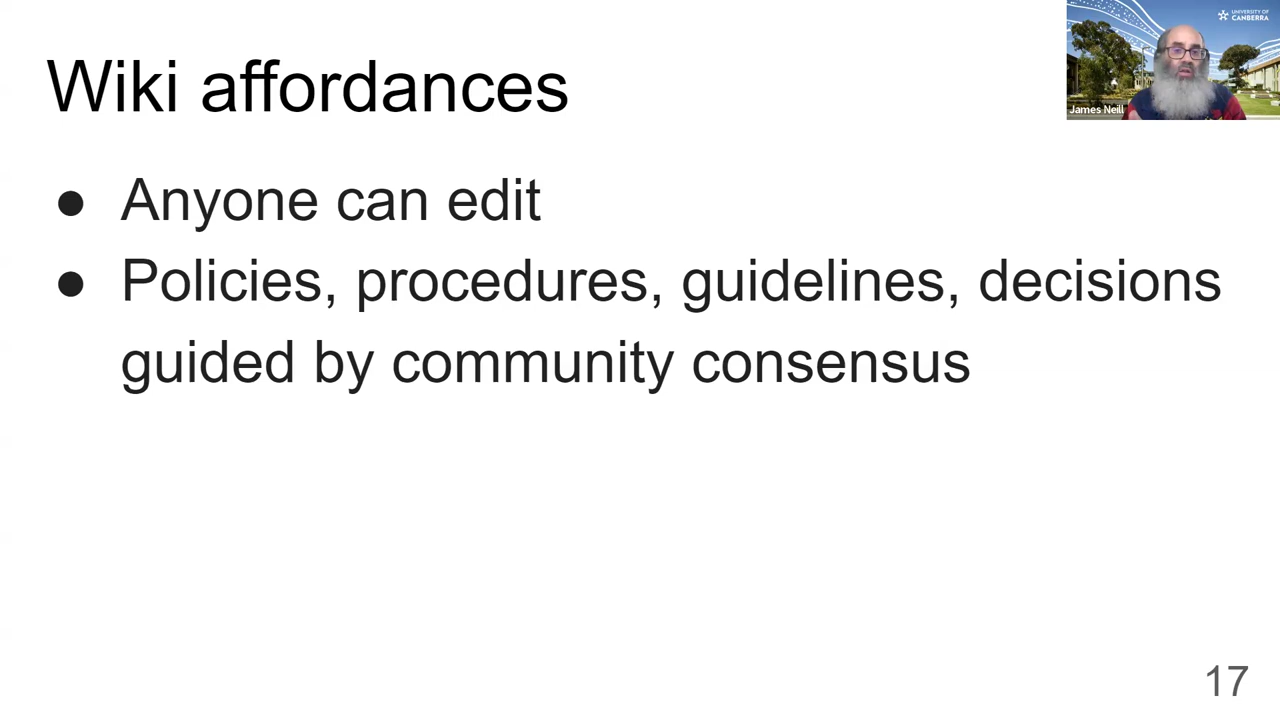 Wiki affordances
UNIVERSITY OF
CANBERRA
James Neill
● Anyone can edit
● Policies, procedures, guidelines, decisions
guided by community consensus
17